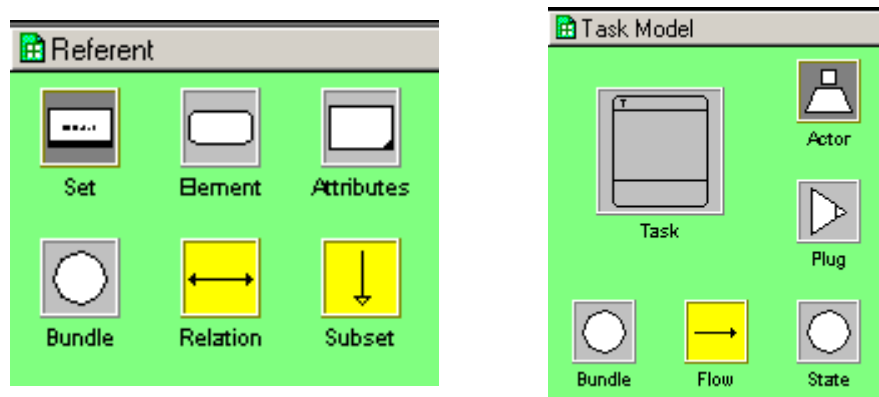 Referent
Set
Element
Attributes
Bundle
Relation
Subset
Task Model
T
Task
Actor
Plug
Bundle
Flow
State